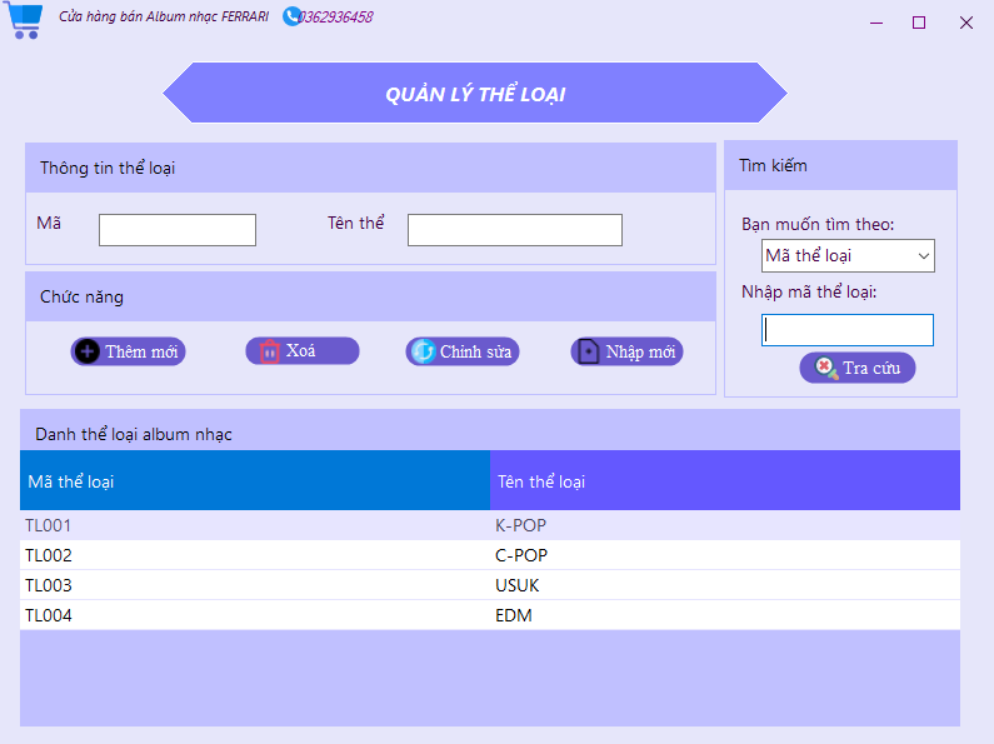 Cửa hàng bán Album nhạc FERRARI 0362936458
QUẢN LÝ THỂ LOẠI
Thông tin thể loại
Mã
Tên thể
Chức năng
Thêm mới
Xoá
Chỉnh sửa
Nhập mới
Tìm kiếm
Bạn muốn tìm theo:
Mã thể loại
Nhập mã thể loại:
Tra cứu
Danh thể loại album nhạc
Mã thể loại Tên thể loại
TL001 K-POP
TL002 C-POP
TL003 USUK
TL004 EDM